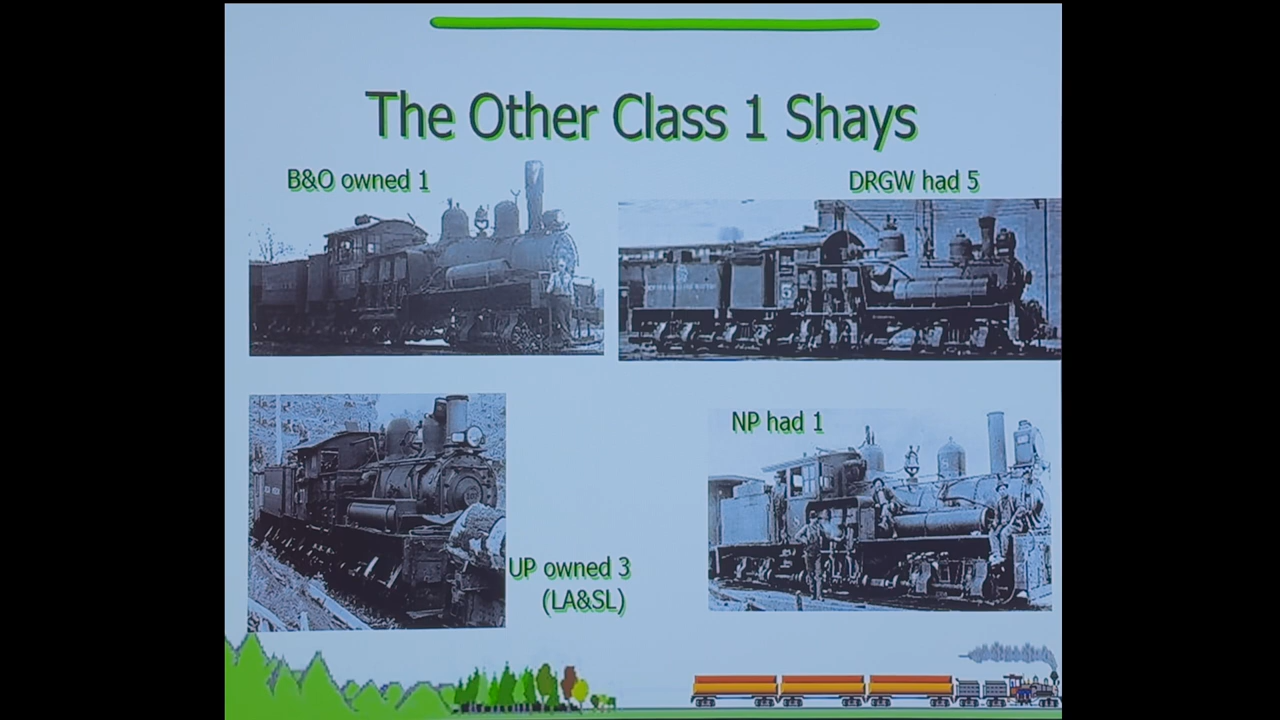 The Other Class 1 Shays
B&O owned 1
DRGW had 5
NP had 1
UP owned 3
(LA&SL)